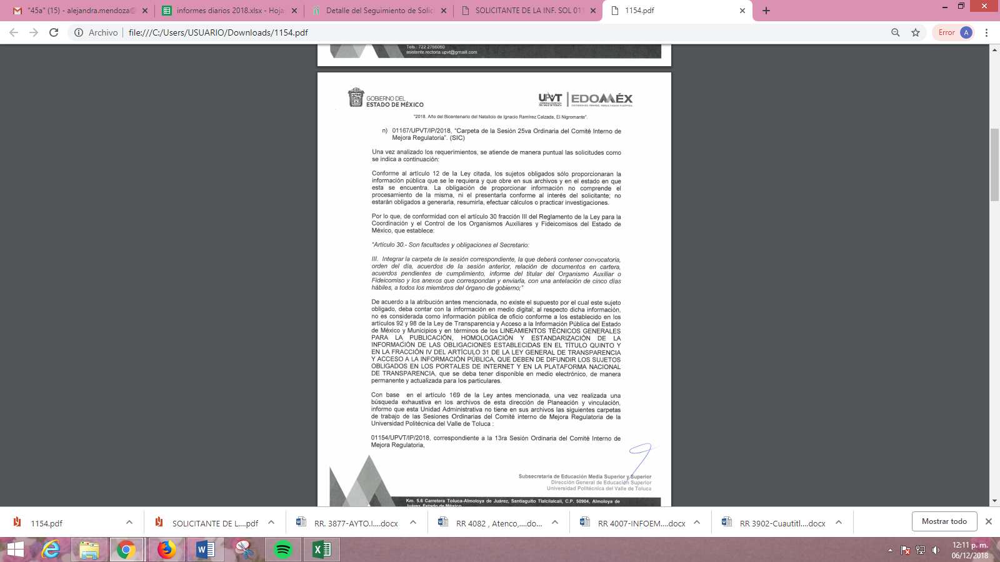 "45a" (15) - alejandra.mendoza@
informes diarios 2018.xlsx - Hoja
Detalle del Seguimiento de Solic
SOLICITANTE DE LA INF. SOL 011
1154.pdf
Archivo
file:///C:/Users/USUARIO/Downloads/1154.pdf
Error
A
Tels.: 722 2766060
asistente.rectoria.upvt@gmaill.com
GOBIERNO DEL
ESTADO DE MÉXICO
UPVT
UNIVERSIDAD POLITÉCNICA
DEL VALLE DE TOLUCA
EDOMÉX
DECISIONES FIRMES, RESULTADOS FUERTES.
"2018. Año del Bicentenario del Natalicio de Ignacio Ramírez Calzada, El Nigromante".
n) 01167/UPVT/IP/2018, "Carpeta de la Sesión 25va Ordinaria del Comité Interno de
Mejora Regulatoria". (SIC)
Una vez analizado los requerimientos, se atiende de manera puntual las solicitudes como
se indica a continuación:
Conforme al artículo 12 de la Ley citada, los sujetos obligados sólo proporcionaran la
información pública que se le requiera y que obre en sus archivos y en el estado en que
esta se encuentra. La obligación de proporcionar información no comprende el
procesamiento de la misma, ni el presentarla conforme al interés del solicitante; no
estarán obligados a generarla, resumirla, efectuar cálculos o practicar investigaciones.
Por lo que, de conformidad con el artículo 30 fracción III del Reglamento de la Ley para la
Coordinación y el Control de los Organismos Auxiliares y Fideicomisos del Estado de
México, que establece:
"Artículo 30.- Son facultades y obligaciones el Secretario:
III. Integrar la carpeta de la sesión correspondiente, la que deberá contener convocatoria,
orden del día, acuerdos de la sesión anterior, relación de documentos en cartera,
acuerdos pendientes de cumplimiento, informe del titular del Organismo Auxiliar o
Fideicomiso y los anexos que correspondan y enviarla, con una antelación de cinco días
hábiles, a todos los miembros del órgano de gobierno;"
De acuerdo a la atribución antes mencionada, no existe el supuesto por el cual este sujeto
obligado, deba contar con la información en medio digital; al respecto dicha información,
no es considerada como información pública de oficio conforme a los establecido en los
artículos 92 y 98 de la Ley de Transparencia y Acceso a la Información Pública del Estado
de México y Municipios y en términos de los LINEAMIENTOS TÉCNICOS GENERALES
PARA LA PUBLICACIÓN, HOMOLOGACIÓN Y ESTANDARIZACIÓN DE LA
INFORMACIÓN DE LAS OBLIGACIONES ESTABLECIDAS EN EL TÍTULO QUINTO Y
EN LA FRACCIÓN IV DEL ARTÍCULO 31 DE LA LEY GENERAL DE TRANSPARENCIA
Y ACCESO A LA INFORMACIÓN PÚBLICA, QUE DEBEN DE DIFUNDIR LOS SUJETOS
OBLIGADOS EN LOS PORTALES DE INTERNET Y EN LA PLATAFORMA NACIONAL
DE TRANSPARENCIA, que se deba tener disponible en medio electrónico, de manera
permanente y actualizada para los particulares.
Con base en el artículo 169 de la Ley antes mencionada, una vez realizada una
búsqueda exhaustiva en los archivos de esta dirección de Planeación y vinculación,
informo que esta Unidad Administrativa no tiene en sus archivos las siguientes carpetas
de trabajo de las Sesiones Ordinarias del Comité interno de Mejora Regulatoria de la
Universidad Politécnica del Valle de Toluca :
01154/UPVT/IP/2018, correspondiente a la 13ra Sesión Ordinaria del Comité Interno de
Mejora Regulatoria,
Subsecretaría de Educación Media Superior y Superior
Dirección General de Educación Superior
Universidad Politécnica del Valle de Toluca
Km. 5.6 Carretera Toluca-Almoloya de Juárez, Santiaguito Tlalcilalcali, C.P. 50904, Almoloya de
Juárez, Estado de México
1154.pdf
SOLICITANTE DE L....pdf
RR. 3877-AYTO.I....docx
RR 4082 , Atenco,....do...
RR 4007-INFOEM....docx
RR 3902-Cuautitl....docx
Mostrar todo
12:11 p. m.
06/12/2018